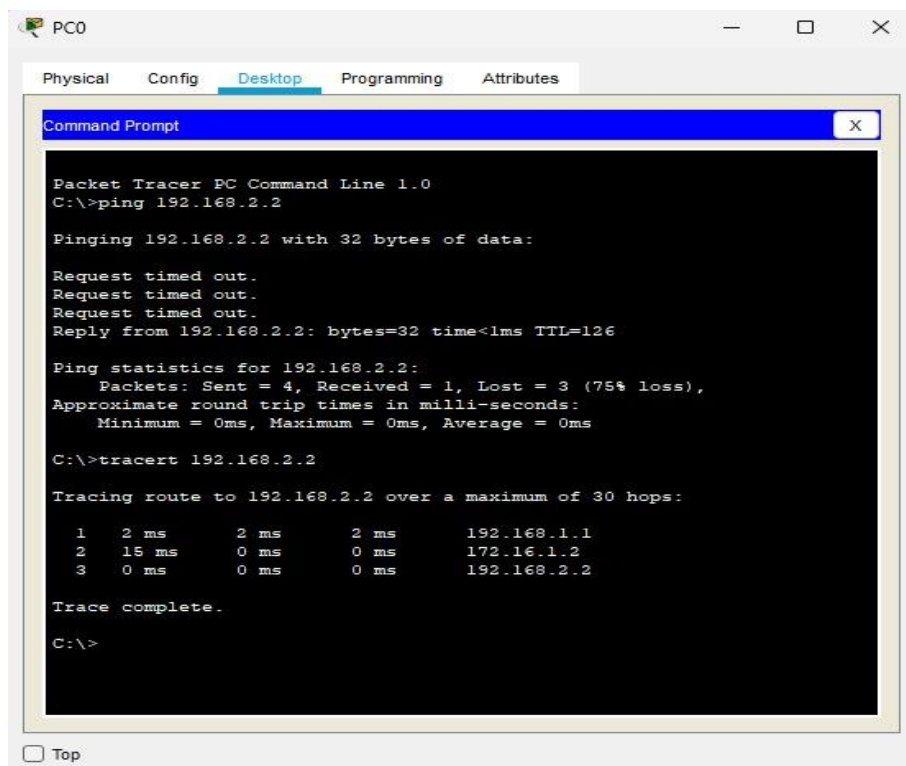 PC0
Physical Config Desktop Programming Attributes
Command Prompt
X
Packet Tracer PC Command Line 1.0
C:\>ping 192.168.2.2
Pinging 192.168.2.2 with 32 bytes of data:
Request timed out.
Request timed out.
Request timed out.
Reply from 192.168.2.2: bytes=32 time<1ms TTL=126
Ping statistics for 192.168.2.2:
Packets: Sent = 4, Received = 1, Lost = 3 (75% loss),
Approximate round trip times in milli-seconds:
Minimum = 0ms, Maximum = 0ms, Average = 0ms
C:\>tracert 192.168.2.2
Tracing route to 192.168.2.2 over a maximum of 30 hops:
1 2 ms 2 ms 2 ms 192.168.1.1
2 15 ms 0 ms 0 ms 172.16.1.2
3 0 ms 0 ms 0 ms 192.168.2.2
Trace complete.
C:\>
Top